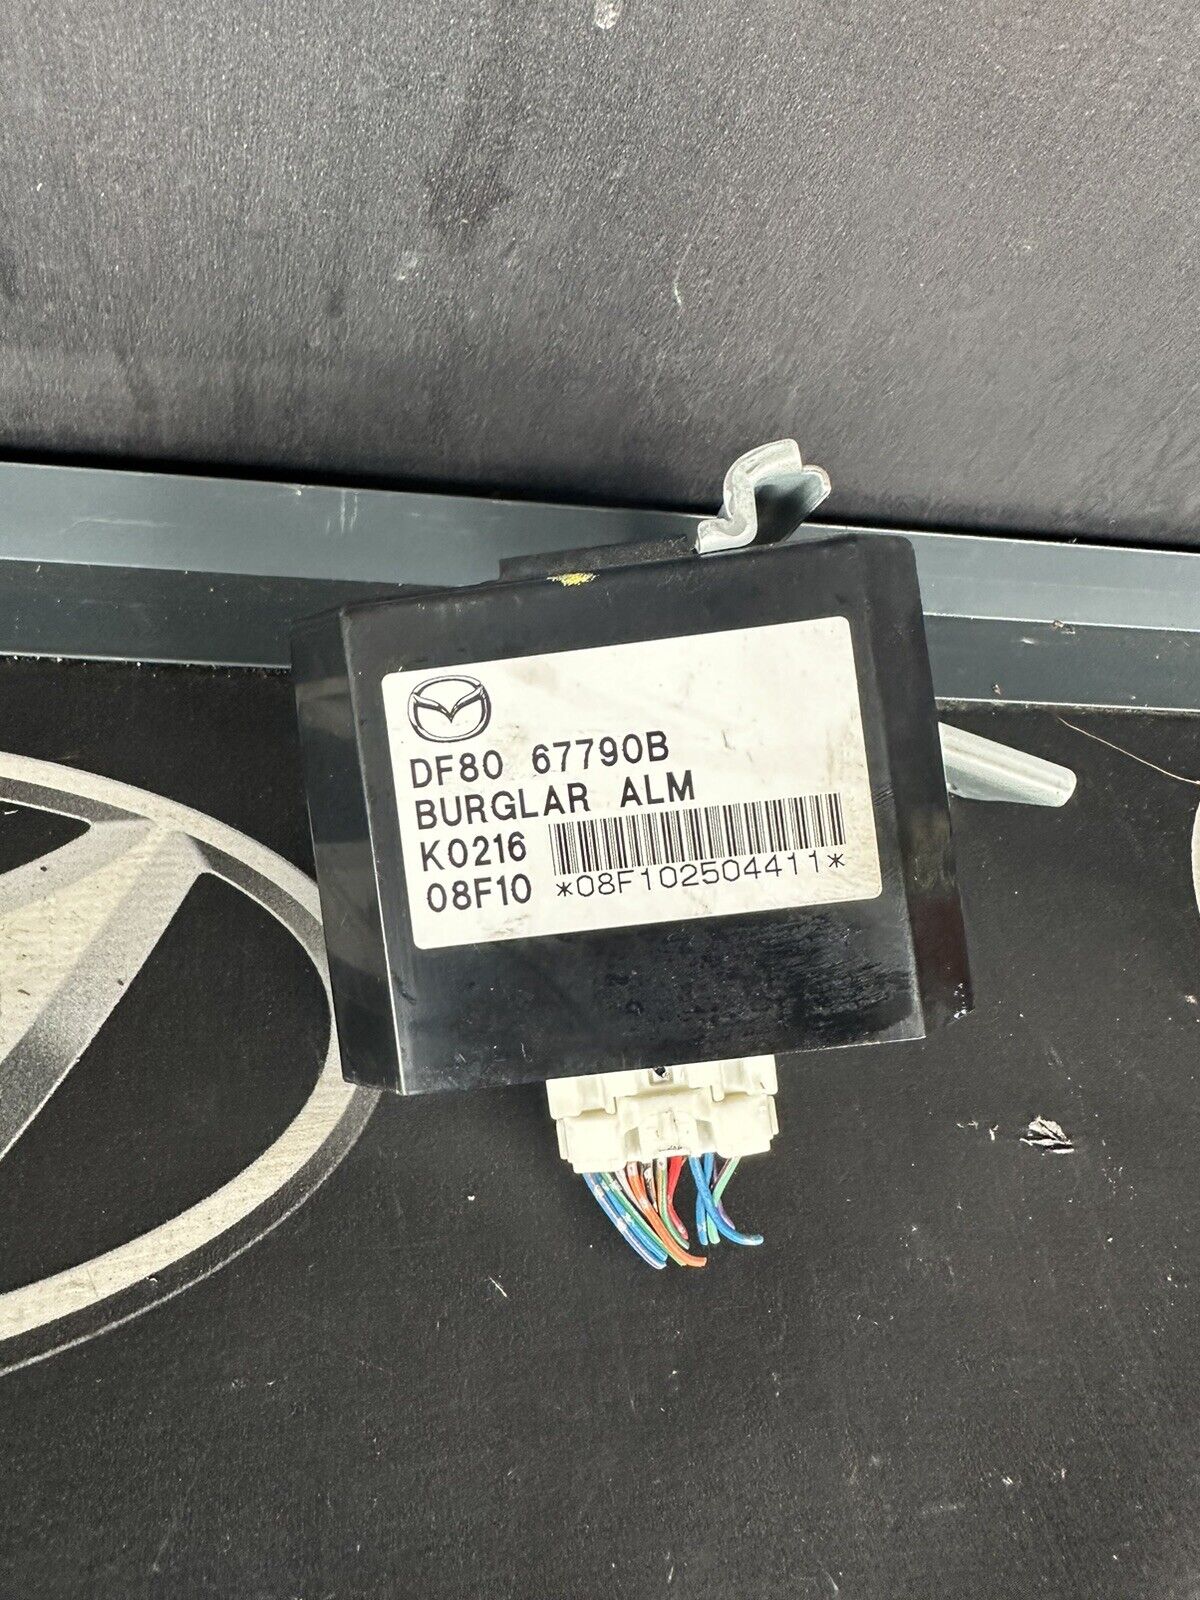 DF80 67790B
BURGLAR ALM
K0216
08F10 *08F102504411*